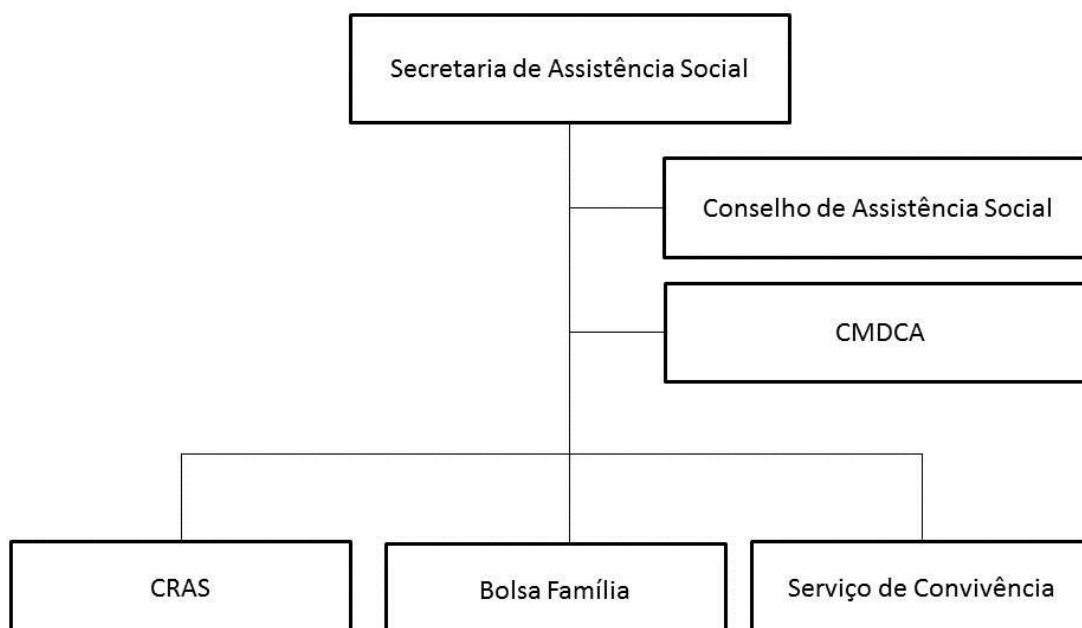 Secretaria de Assistência Social
Conselho de Assistência Social
CMDCA
CRAS
Bolsa Família
Serviço de Convivência